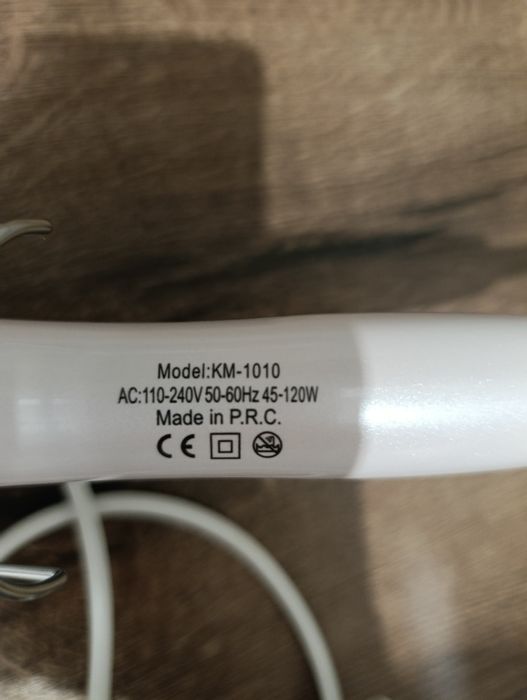 Model:KM-1010
AC:110-240V 50-60Hz 45-120W
Made in P.R.C.
CE